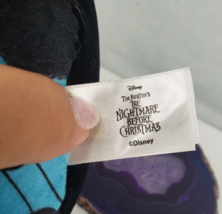 Disney
Tim Burton's
THE
NIGHTMARE
BEFORE
CHRISTMAS
©Disney